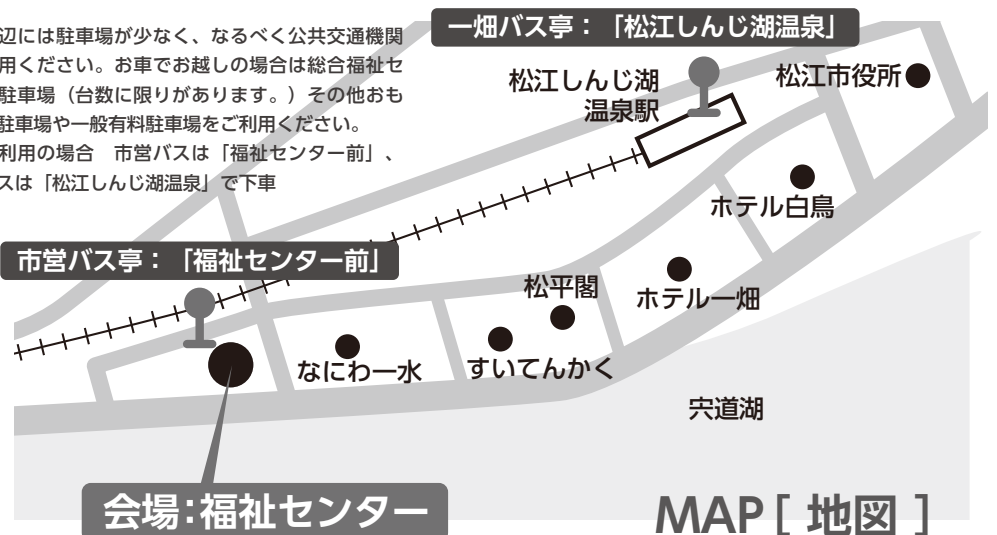 辺には駐車場が少なく、なるべく公共交通機関
用ください。お車でお越しの場合は総合福祉セ
駐車場（台数に限りがあります。）その他おも
駐車場や一般有料駐車場をご利用ください。
利用の場合　市営バスは「福祉センター前」、
スは「松江しんじ湖温泉」で下車
一畑バス亭：「松江しんじ湖温泉」
松江しんじ湖
温泉駅
松江市役所
ホテル白鳥
市営バス亭：「福祉センター前」
松平閣
ホテル一畑
なにわ一水
すいてんかく
宍道湖
会場:福祉センター
MAP [ 地図 ]